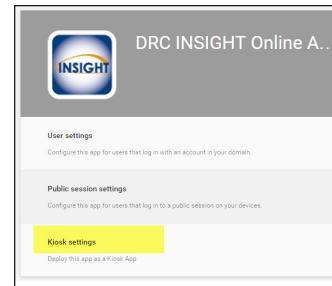 INSIGHT
DRC INSIGHT Online A..
User settings
Configure this app for users that log in with an account in your domain.
Public session settings
Configure this app for users that log in to a public session on your devices.
Kiosk settings
Deploy this app as a Kiosk App